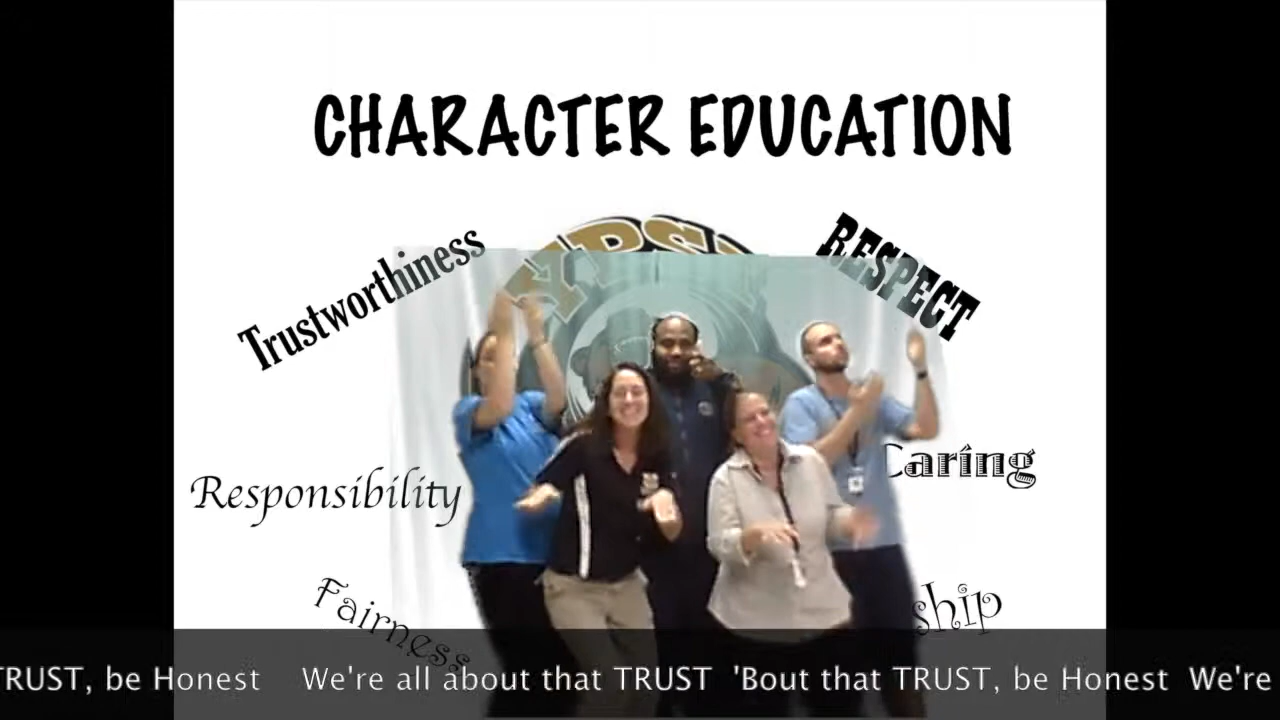 CHARACTER EDUCATION
Trustworthiness
RESPECT
Responsibility
Caring
Fairness
ship
TRUST, be Honest We're all about that TRUST 'Bout that TRUST, be Honest We're